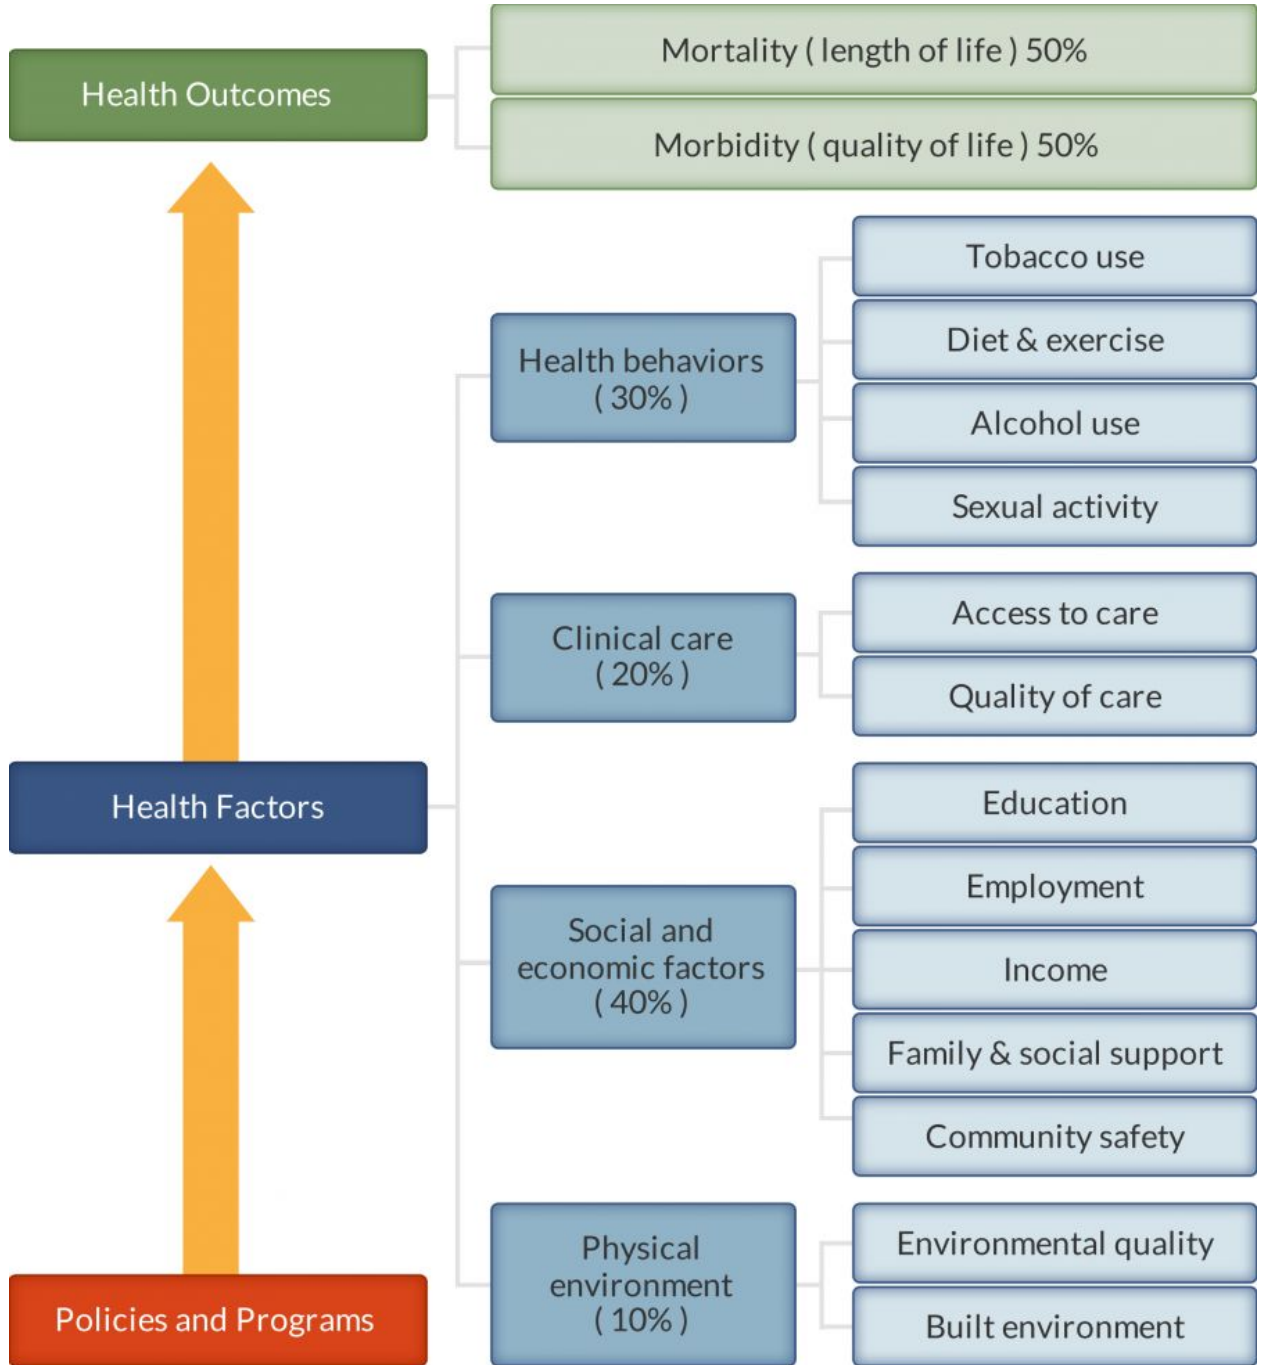 Health Outcomes
Mortality ( length of life ) 50%
Morbidity ( quality of life ) 50%
Health Factors
Health behaviors
( 30% )
Tobacco use
Diet & exercise
Alcohol use
Sexual activity
Clinical care
( 20% )
Access to care
Quality of care
Social and
economic factors
( 40% )
Education
Employment
Income
Family & social support
Community safety
Physical
environment
( 10% )
Environmental quality
Built environment
Policies and Programs